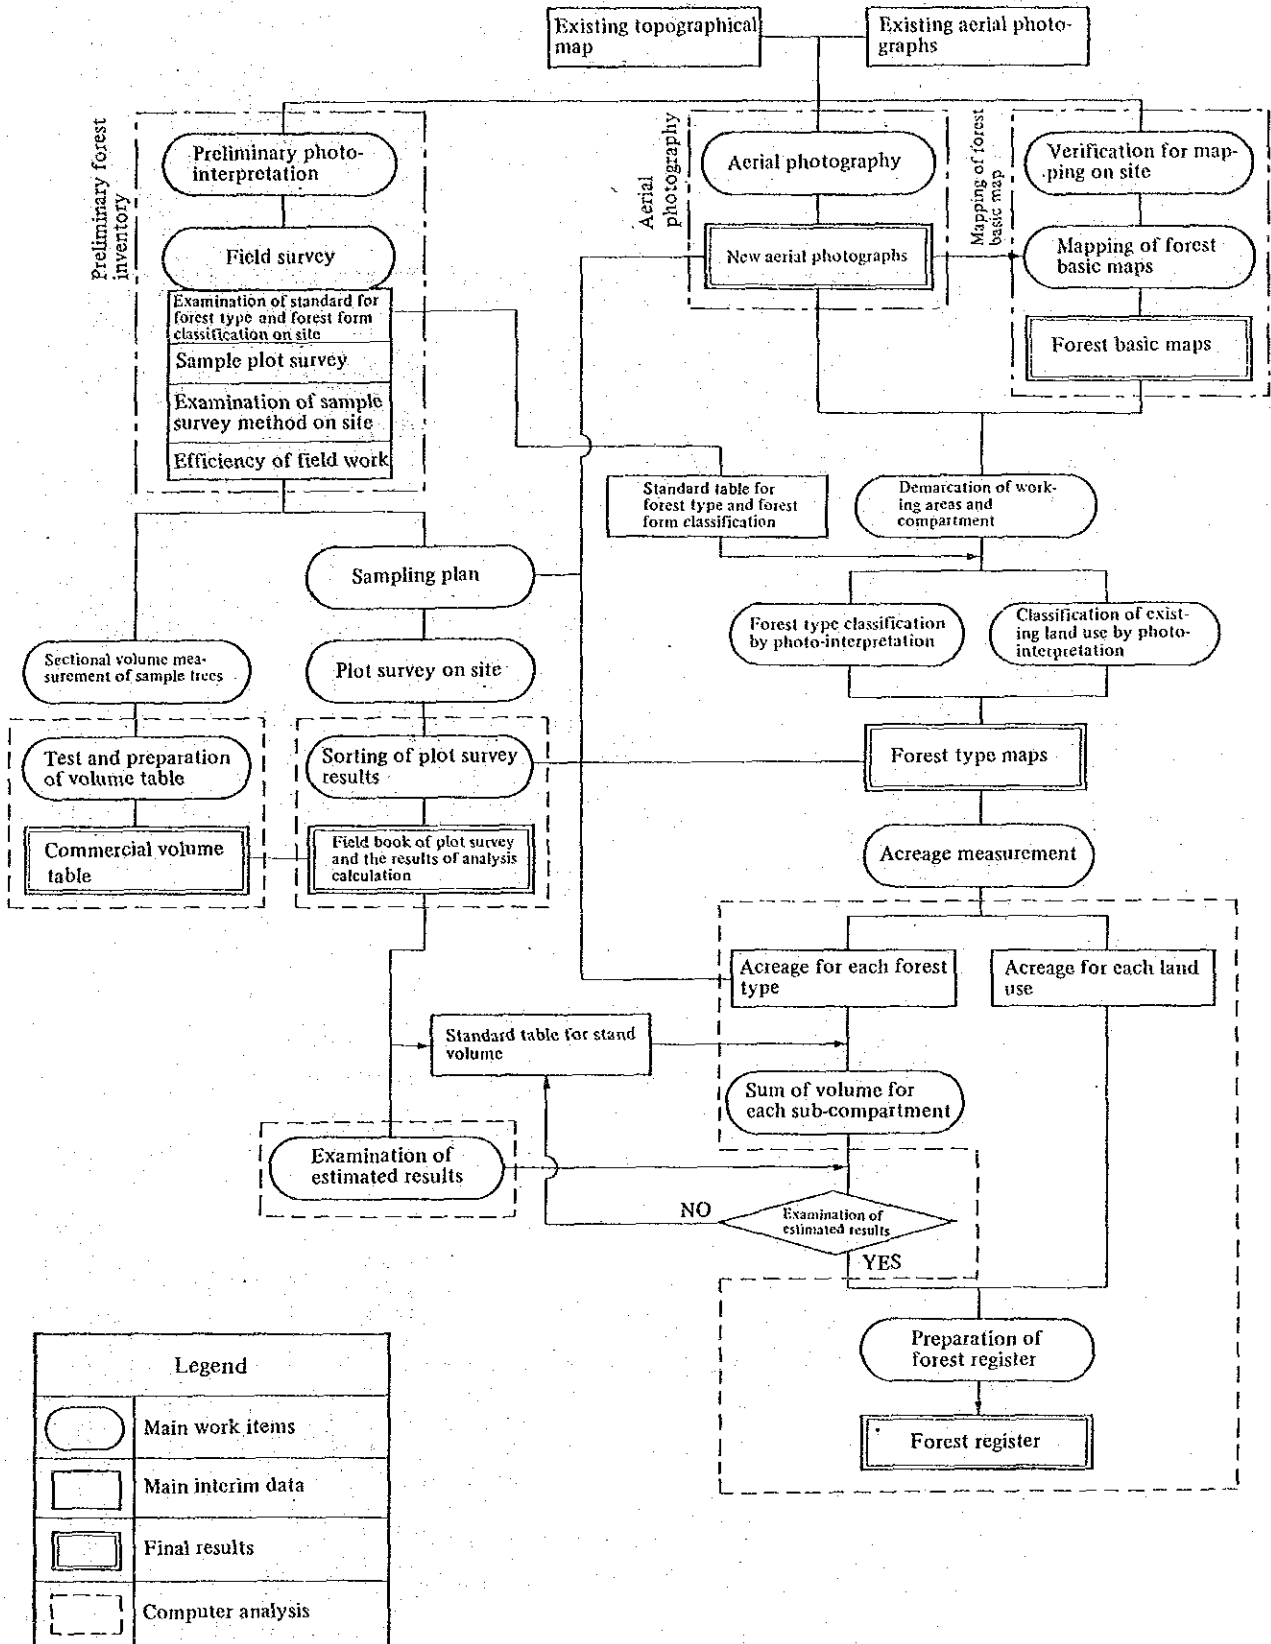 Existing topographical
map
Existing aerial photo-
graphs
Preliminary forest
inventory
Preliminary photo-
interpretation
Field survey
Examination of standard for
forest type and forest form
classification on site
Sample plot survey
Examination of sample
survey method on site
Efficiency of field work
Aerial
photography
Aerial photography
New aerial photographs
Mapping of forest
basic map
Verification for map-
ping on site
Mapping of forest
basic maps
Forest basic maps
Standard table for
forest type and forest
form classification
Demarcation of work-
ing areas and
compartment
Sampling plan
Forest type classification
by photo-interpretation
Classification of exist-
ing land use by photo-
interpretation
Sectional volume mea-
surement of sample trees
Plot survey on site
Test and preparation
of volume table
Sorting of plot survey
results
Forest type maps
Commercial volume
table
Field book of plot survey
and the results of analysis
calculation
Acreage measurement
Acreage for each forest
type
Acreage for each land
use
Standard table for stand
volume
Sum of volume for
each sub-compartment
Examination of
estimated results
NO
Examination of
estimated results
YES
Preparation of
forest register
Forest register
Legend
Main work items
Main interim data
Final results
Computer analysis